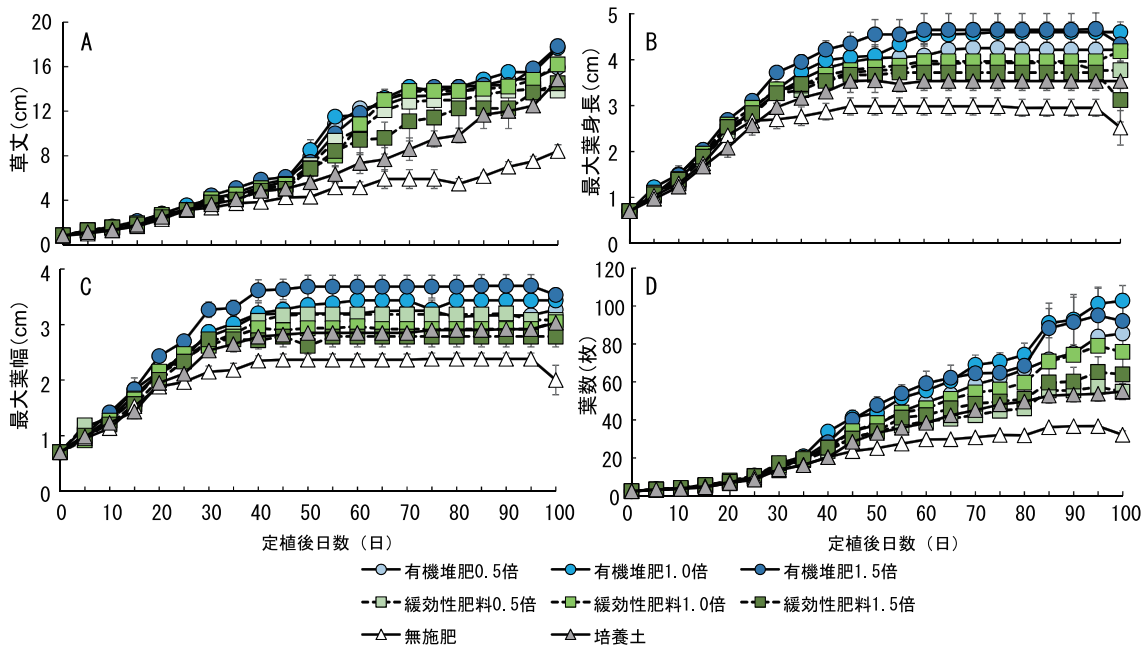 A
草丈(cm)
20
16
12
8
4
0
B
最大葉身長(cm)
5
4
3
2
1
0
C
最大葉幅(cm)
4
3
2
1
0
0 10 20 30 40 50 60 70 80 90 100
定植後日数(日)
D
葉数(枚)
120
100
80
60
40
20
0
0 10 20 30 40 50 60 70 80 90 100
定植後日数(日)
有機堆肥0.5倍 有機堆肥1.0倍 有機堆肥1.5倍
緩効性肥料0.5倍 緩効性肥料1.0倍 緩効性肥料1.5倍
無施肥 培養土